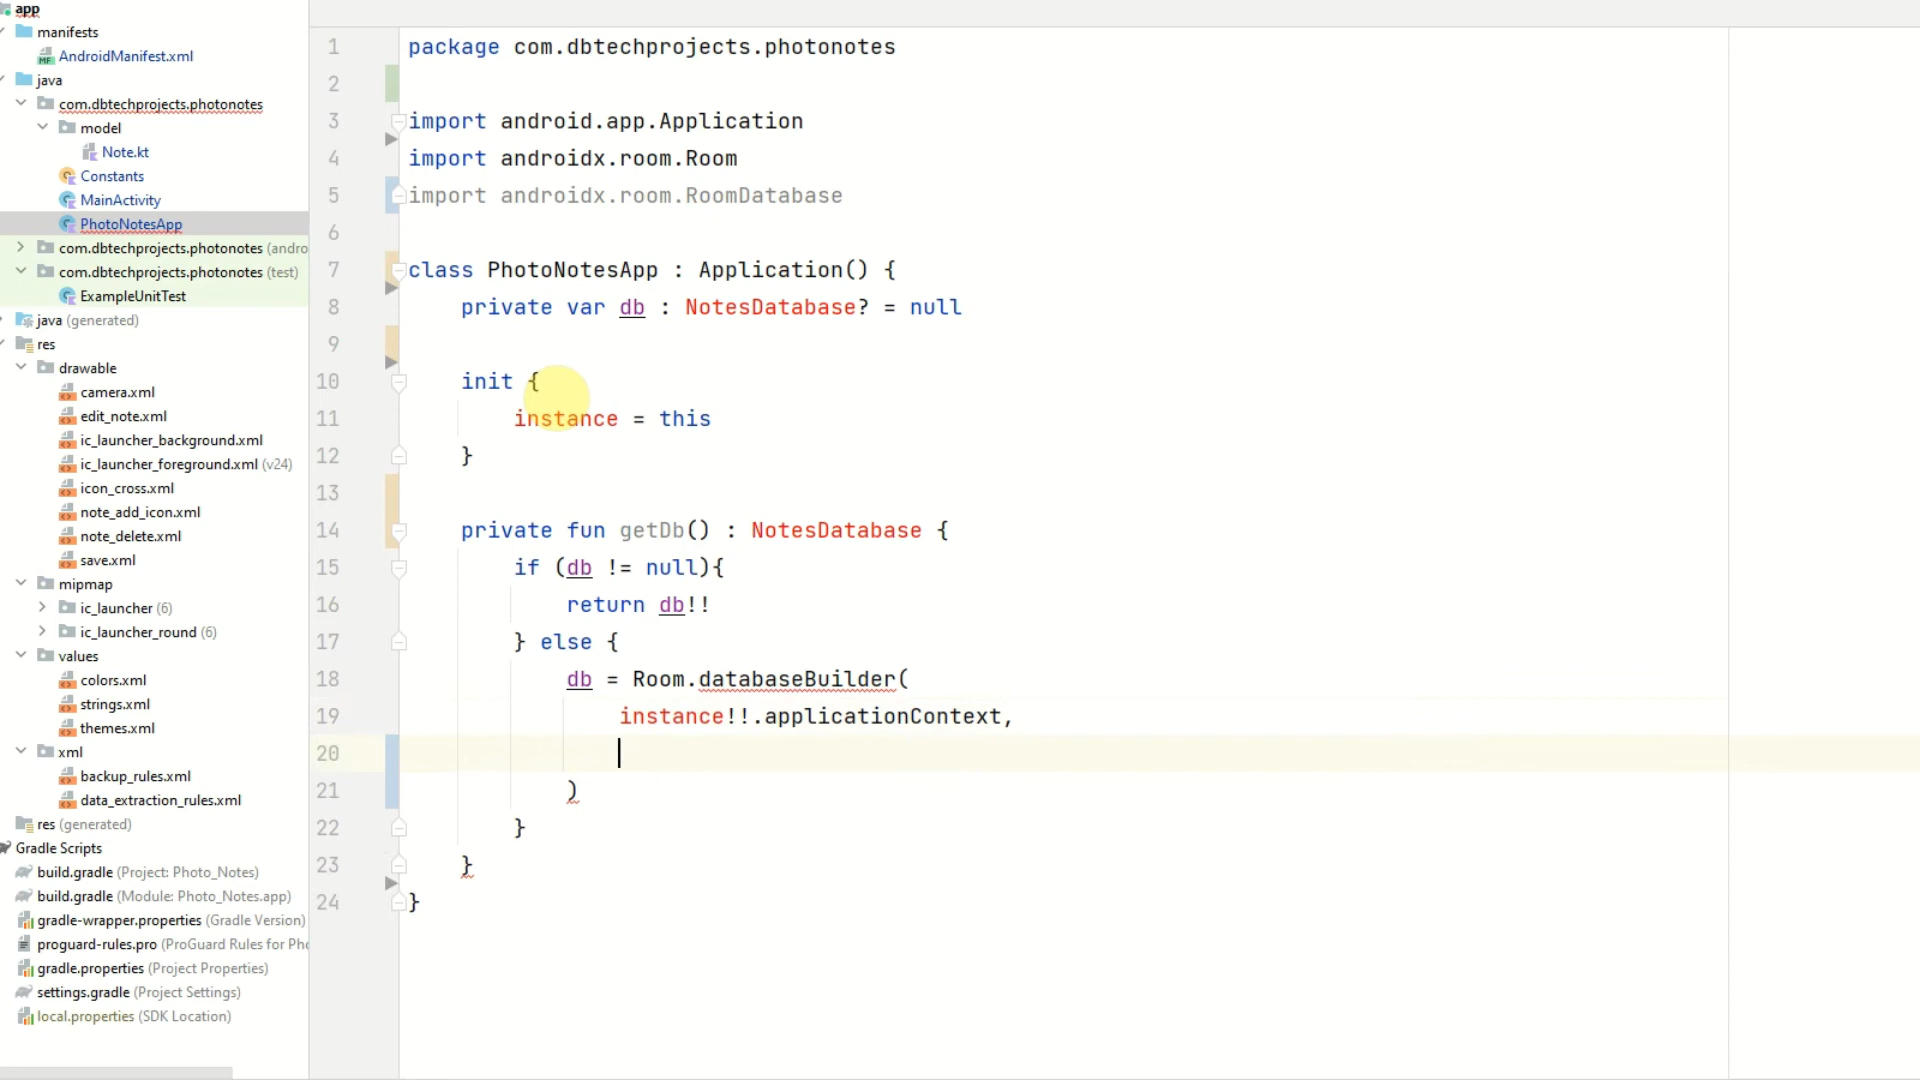 app
manifests
AndroidManifest.xml
java
com.dbtechprojects.photonotes
model
Note.kt
Constants
MainActivity
PhotoNotesApp
com.dbtechprojects.photonotes (andro
com.dbtechprojects.photonotes (test)
ExampleUnitTest
java (generated)
res
drawable
camera.xml
edit_note.xml
ic_launcher_background.xml
ic_launcher_foreground.xml (v24)
icon_cross.xml
note_add_icon.xml
note_delete.xml
save.xml
mipmap
ic_launcher (6)
ic_launcher_round (6)
values
colors.xml
strings.xml
themes.xml
xml
backup_rules.xml
data_extraction_rules.xml
res (generated)
Gradle Scripts
build.gradle (Project: Photo_Notes)
build.gradle (Module: Photo_Notes.app)
gradle-wrapper.properties (Gradle Version)
proguard-rules.pro (ProGuard Rules for Pho
gradle.properties (Project Properties)
settings.gradle (Project Settings)
local.properties (SDK Location)
1 package com.dbtechprojects.photonotes
2
3 import android.app.Application
4 import androidx.room.Room
5 import androidx.room.RoomDatabase
6
7 class PhotoNotesApp : Application() {
8 private var db : NotesDatabase? = null
9
10 init {
11 instance = this
12 }
13
14 private fun getDb() : NotesDatabase {
15 if (db != null){
16 return db!!
17 } else {
18 db = Room.databaseBuilder(
19 instance!!.applicationContext,
20
21 )
22 }
23 }
24 }